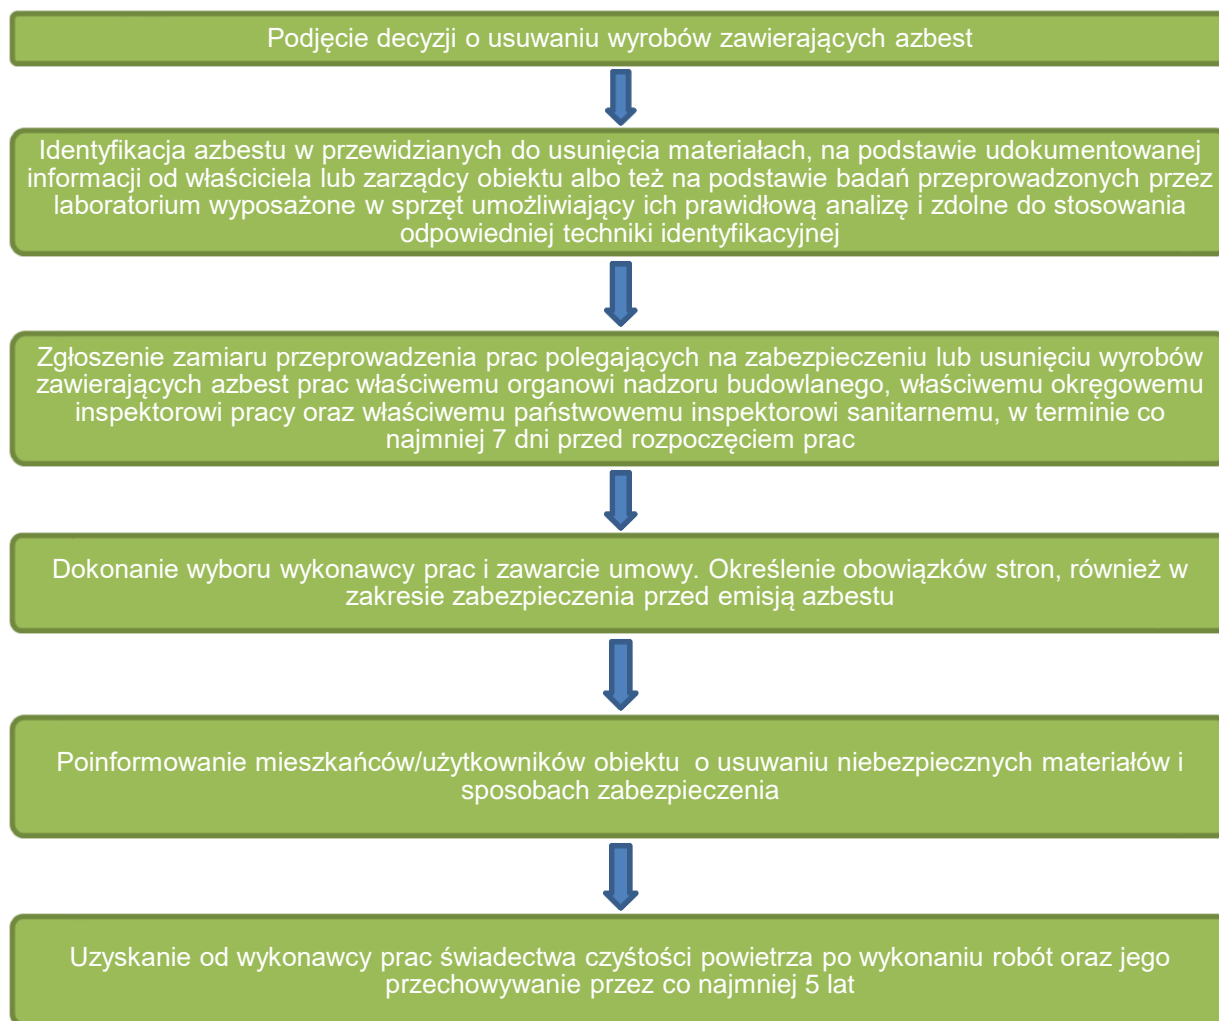 Podjęcie decyzji o usuwaniu wyrobów zawierających azbest
Identyfikacja azbestu w przewidzianych do usunięcia materiałach, na podstawie udokumentowanej
informacji od właściciela lub zarządcy obiektu albo też na podstawie badań przeprowadzonych przez
laboratorium wyposażone w sprzęt umożliwiający ich prawidłową analizę i zdolne do stosowania
odpowiedniej techniki identyfikacyjnej
Zgłoszenie zamiaru przeprowadzenia prac polegających na zabezpieczeniu lub usunięciu wyrobów
zawierających azbest prac właściwemu organowi nadzoru budowlanego, właściwemu okręgowemu
inspektorowi pracy oraz właściwemu państwowemu inspektorowi sanitarnemu, w terminie co
najmniej 7 dni przed rozpoczęciem prac
Dokonanie wyboru wykonawcy prac i zawarcie umowy. Określenie obowiązków stron, również w
zakresie zabezpieczenia przed emisją azbestu
Poinformowanie mieszkańców/użytkowników obiektu o usuwaniu niebezpiecznych materiałów i
sposobach zabezpieczenia
Uzyskanie od wykonawcy prac świadectwa czyśtości powietrza po wykonaniu robót oraz jego
przechowywanie przez co najmniej 5 lat